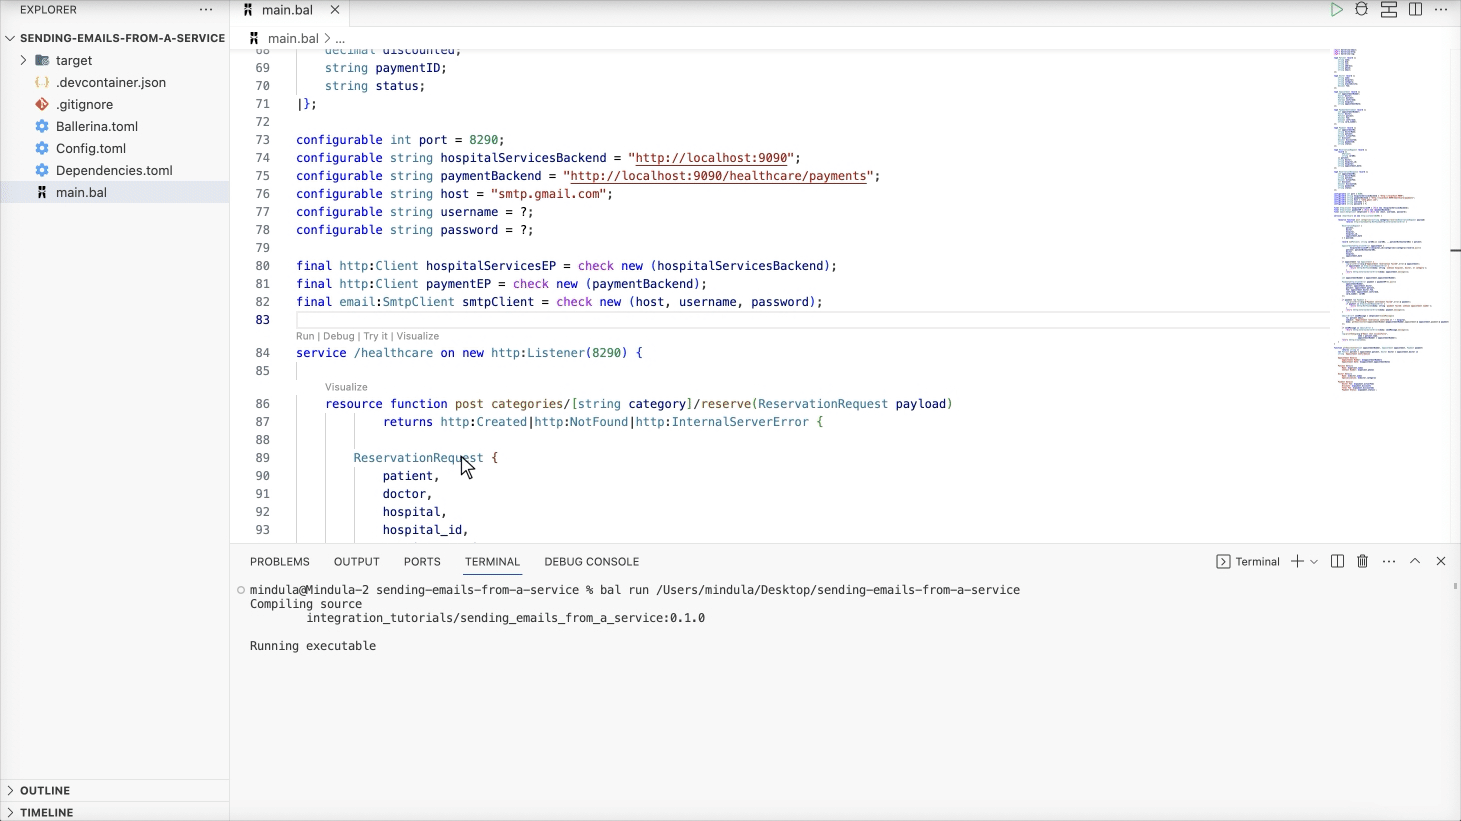 EXPLORER
SENDING-EMAILS-FROM-A-SERVICE
target
.devcontainer.json
.gitignore
Ballerina.toml
Config.toml
Dependencies.toml
main.bal
OUTLINE
TIMELINE
main.bal
main.bal > ...
68 decimal discounted;
69 string paymentID;
70 string status;
71 |};
72
73 configurable int port = 8290;
74 configurable string hospitalServicesBackend = "http://localhost:9090";
75 configurable string paymentBackend = "http://localhost:9090/healthcare/payments";
76 configurable string host = "smtp.gmail.com";
77 configurable string username = ?;
78 configurable string password = ?;
79
80 final http:Client hospitalServicesEP = check new (hospitalServicesBackend);
81 final http:Client paymentEP = check new (paymentBackend);
82 final email:SmtpClient smtpClient = check new (host, username, password);
83
Run | Debug | Try it | Visualize
84 service /healthcare on new http:Listener(8290) {
85
Visualize
86 resource function post categories/[string category]/reserve(ReservationRequest payload)
87 returns http:Created|http:NotFound|http:InternalServerError {
88
89 ReservationRequest {
90 patient,
91 doctor,
92 hospital,
93 hospital_id,
PROBLEMS OUTPUT PORTS TERMINAL DEBUG CONSOLE Terminal
mindula@Mindula-2 sending-emails-from-a-service % bal run /Users/mindula/Desktop/sending-emails-from-a-service
Compiling source
integration_tutorials/sending_emails_from_a_service:0.1.0
Running executable